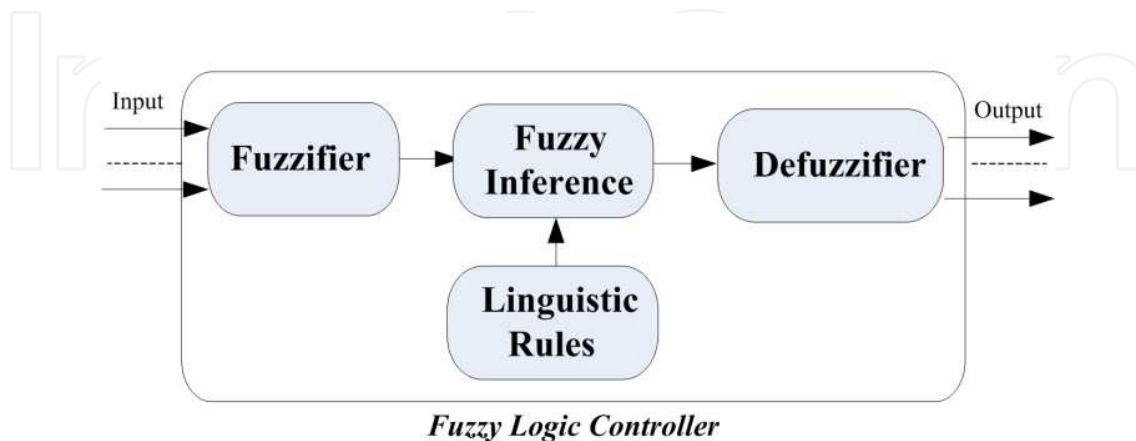 Input
Output
Fuzzifier
Fuzzy
Inference
Defuzzifier
Linguistic
Rules
Fuzzy Logic Controller